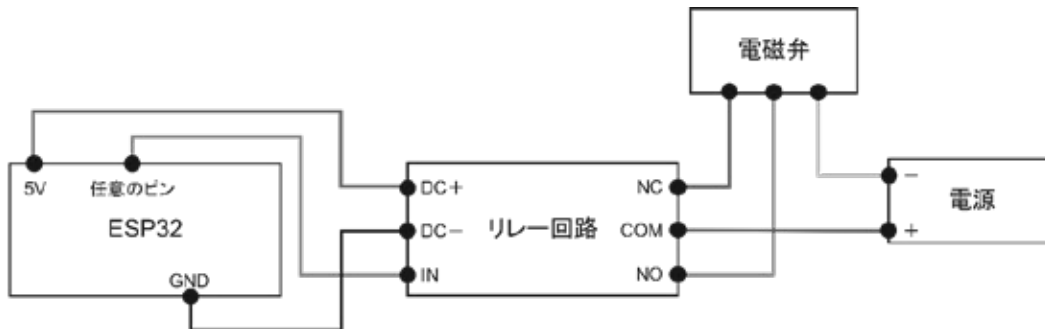 電磁弁
5V
任意のピン
ESP32
GND
DC+
DC−
IN
リレー回路
NC
COM
NO
−
+
電源